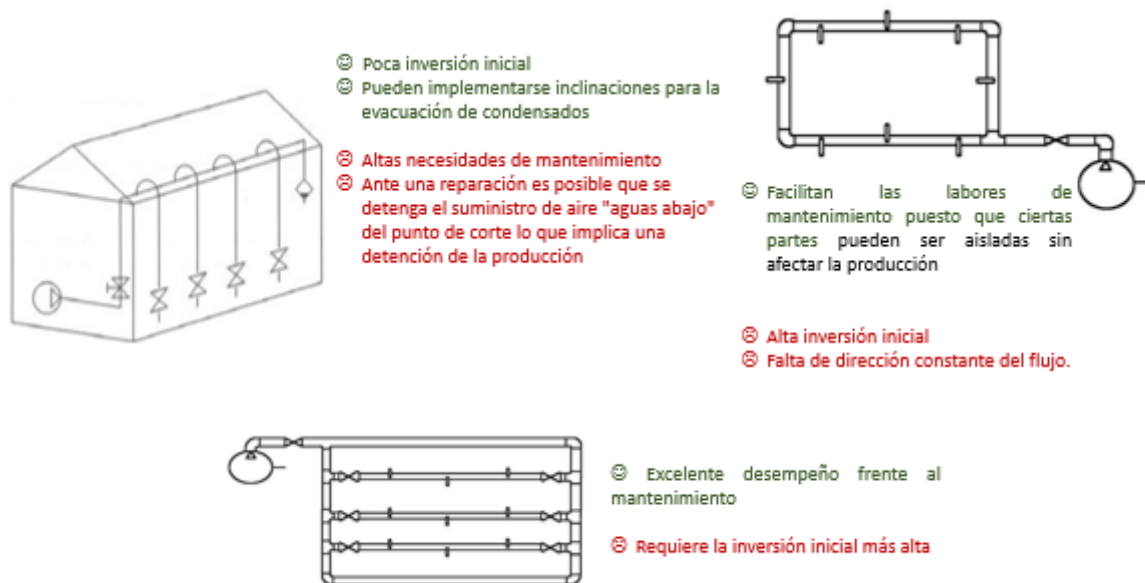 ☺ Poca inversión inicial
☺ Pueden implementarse inclinaciones para la
evacuación de condensados
☹ Altas necesidades de mantenimiento
☹ Ante una reparación es posible que se
detenga el suministro de aire "aguas abajo"
del punto de corte lo que implica una
detención de la producción
☺ Facilitan las labores de
mantenimiento puesto que ciertas
partes pueden ser aisladas sin
afectar la producción
☹ Alta inversión inicial
☹ Falta de dirección constante del flujo.
☺ Excelente desempeño frente al
mantenimiento
☹ Requiere la inversión inicial más alta